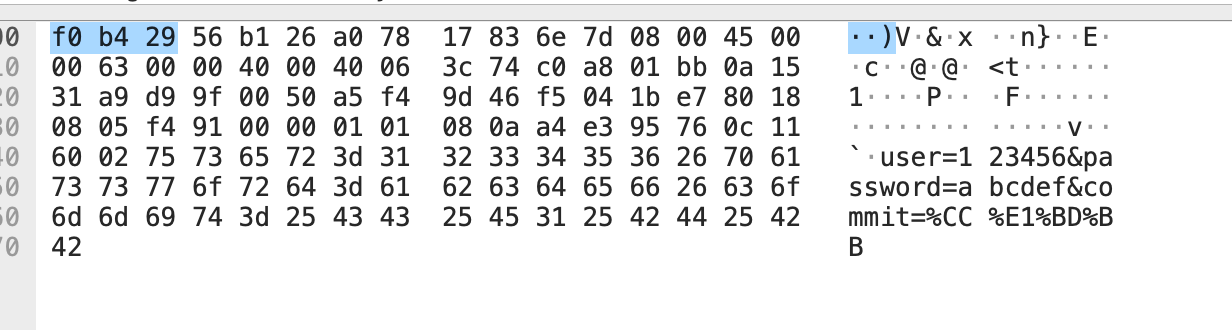 00 f0 b4 29 56 b1 26 a0 78 17 83 6e 7d 08 00 45 00 ··)V·&·x ··n}··E·
10 00 63 00 00 40 00 40 06 3c 74 c0 a8 01 bb 0a 15 ·c··@·@· <t······
20 31 a9 d9 9f 00 50 a5 f4 9d 46 f5 04 1b e7 80 18 1····P·· ·F······
30 08 05 f4 91 00 00 01 01 08 0a a4 e3 95 76 0c 11 ········ ·····v··
40 60 02 75 73 65 72 3d 31 32 33 34 35 36 26 70 61 `·user=1 23456&pa
50 73 73 77 6f 72 64 3d 61 62 63 64 65 66 26 63 6f ssword=a bcdef&co
60 6d 6d 69 74 3d 25 43 43 25 45 31 25 42 44 25 42 mmit=%CC %E1%BD%B
70 42 B